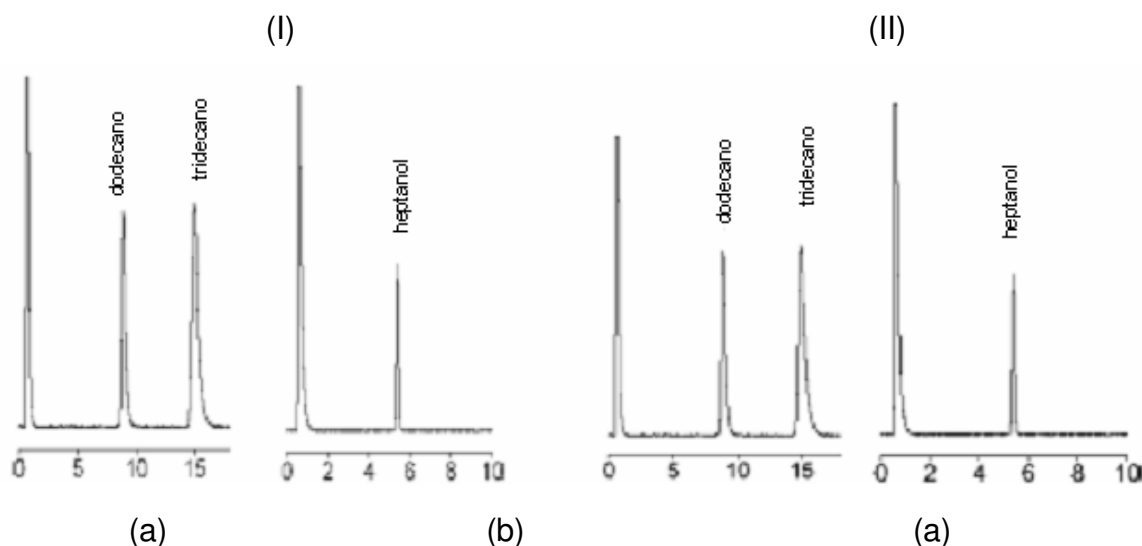 (I) (II)
dodecano
tridecano
heptanol
dodecano
tridecano
heptanol
0 5 10 15
0 2 4 6 8 10
0 5 10 15
0 2 4 6 8 10
(a) (b) (a)